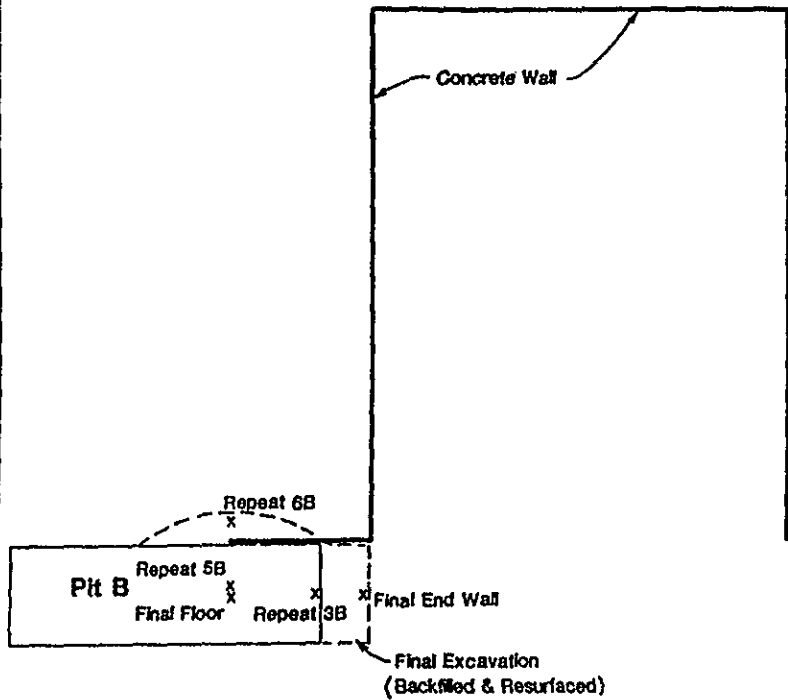 Concrete Wall
Repeat 6B
Repeat 5B
Pit B
Final Floor
Repeat 3B
Final End Wall
Final Excavation
(Backfilled & Resurfaced)